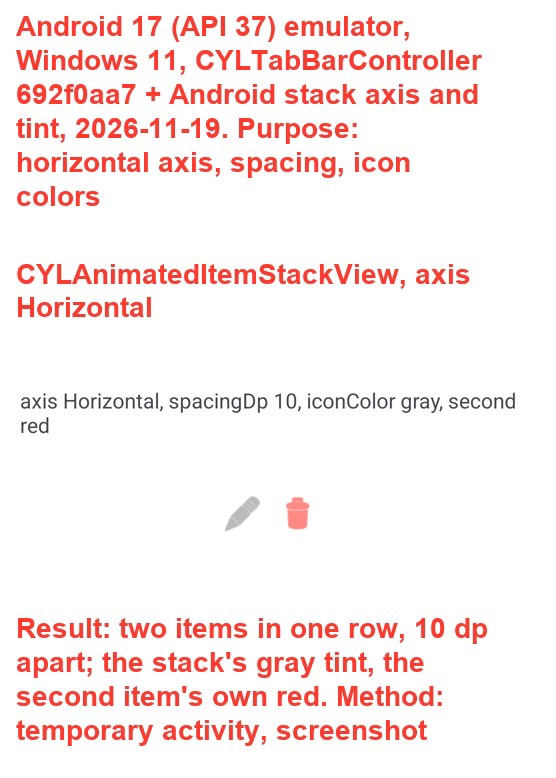 Android 17 (API 37) emulator,
Windows 11, CYLTabBarController
692f0aa7 + Android stack axis and
tint, 2026-11-19. Purpose:
horizontal axis, spacing, icon
colors
CYLAnimatedItemStackView, axis
Horizontal
axis Horizontal, spacingDp 10, iconColor gray, second
red
Result: two items in one row, 10 dp
apart; the stack's gray tint, the
second item's own red. Method:
temporary activity, screenshot